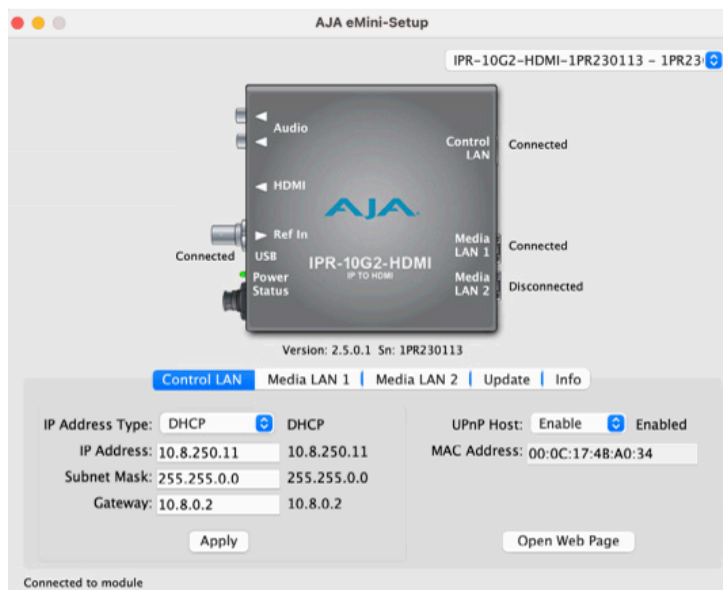 AJA eMini-Setup
IPR-10G2-HDMI-1PR230113 - 1PR23
Audio
HDMI
Ref In
USB
Power
Status
Connected
AJA
IPR-10G2-HDMI
IP TO HDMI
Control
LAN
Connected
Media
LAN 1
Connected
Media
LAN 2
Disconnected
Version: 2.5.0.1 Sn: 1PR230113
Control LAN Media LAN 1 Media LAN 2 Update Info
IP Address Type: DHCP DHCP
IP Address: 10.8.250.11 10.8.250.11
Subnet Mask: 255.255.0.0 255.255.0.0
Gateway: 10.8.0.2 10.8.0.2
Apply
UPnP Host: Enable Enabled
MAC Address: 00:0C:17:4B:A0:34
Open Web Page
Connected to module